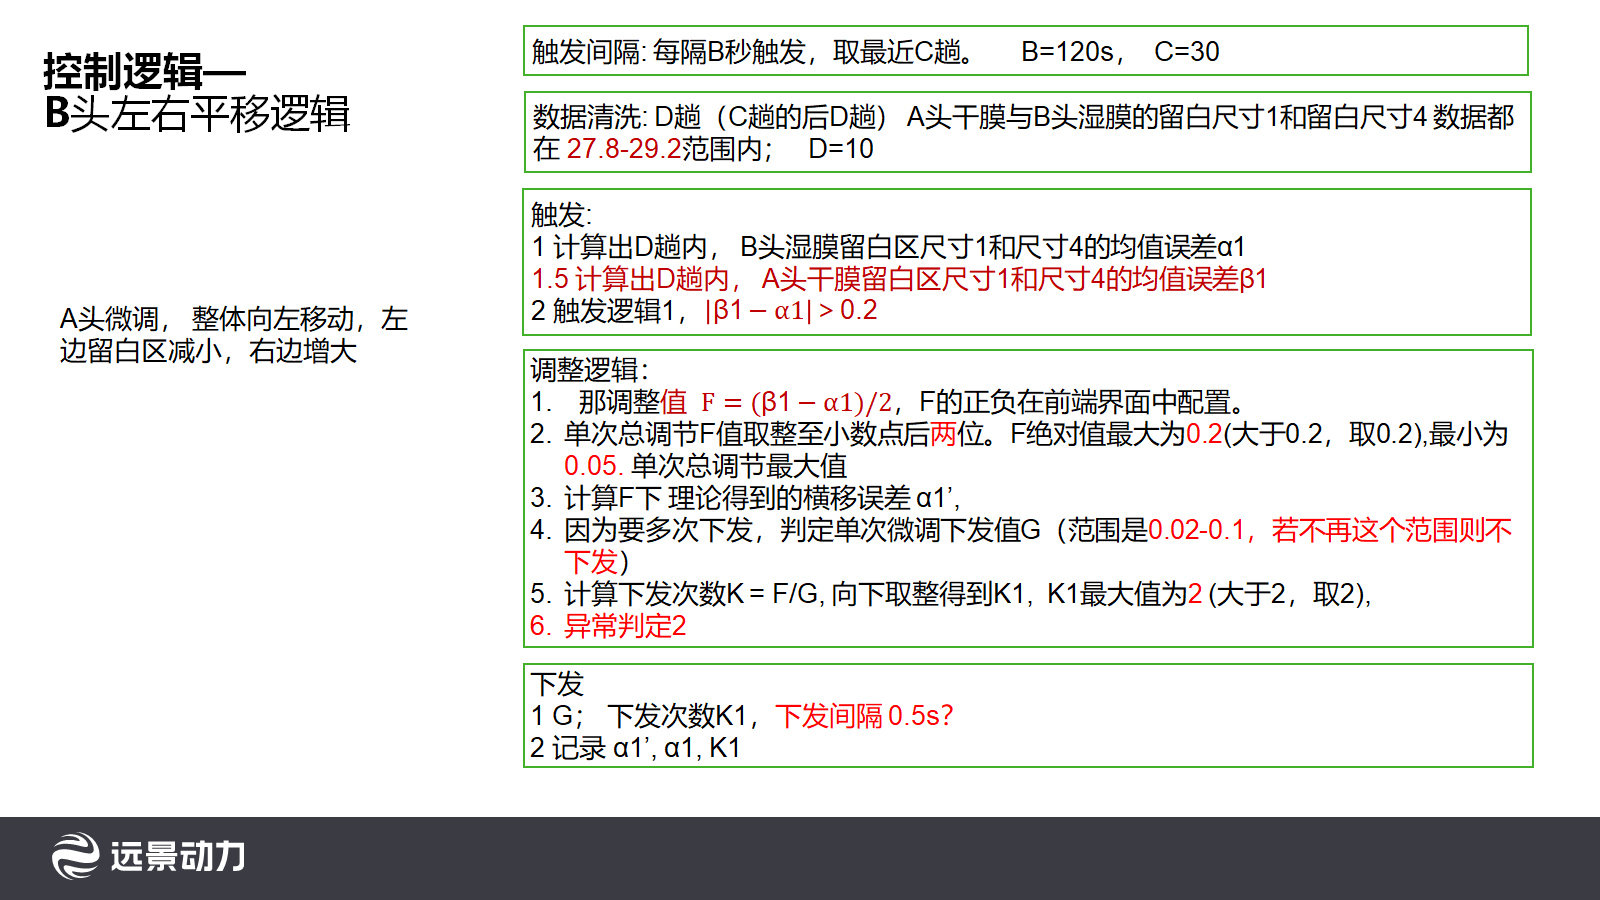 控制逻辑—
B头左右平移逻辑
A头微调， 整体向左移动，左
边留白区减小，右边增大
触发间隔: 每隔B秒触发，取最近C趟。 B=120s， C=30
数据清洗: D趟（C趟的后D趟） A头干膜与B头湿膜的留白尺寸1和留白尺寸4 数据都
在 27.8-29.2范围内； D=10
触发:
1 计算出D趟内， B头湿膜留白区尺寸1和尺寸4的均值误差α1
1.5 计算出D趟内， A头干膜留白区尺寸1和尺寸4的均值误差β1
2 触发逻辑1，|β1 − α1| > 0.2
调整逻辑：
1. 那调整值 F = (β1 − α1)/2，F的正负在前端界面中配置。
2. 单次总调节F值取整至小数点后两位。F绝对值最大为0.2(大于0.2，取0.2),最小为
0.05. 单次总调节最大值
3. 计算F下 理论得到的横移误差 α1’,
4. 因为要多次下发，判定单次微调下发值G（范围是0.02-0.1，若不再这个范围则不
下发）
5. 计算下发次数K = F/G, 向下取整得到K1, K1最大值为2 (大于2，取2),
6. 异常判定2
下发
1 G； 下发次数K1，下发间隔 0.5s?
2 记录 α1’, α1, K1
远景动力